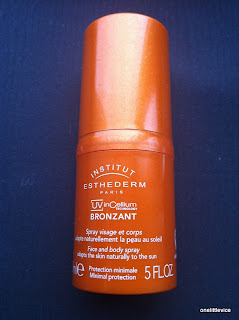 INSTITUT
ESTHEDERM
PARIS
UV inCellium
TECHNOLOGY
BRONZANT
Spray visage et corps
adapte naturellement la peau au soleil
Face and body spray
adapts the skin naturally to the sun
Protection minimale
Minimal protection
5 FL.OZ
onelittlevice